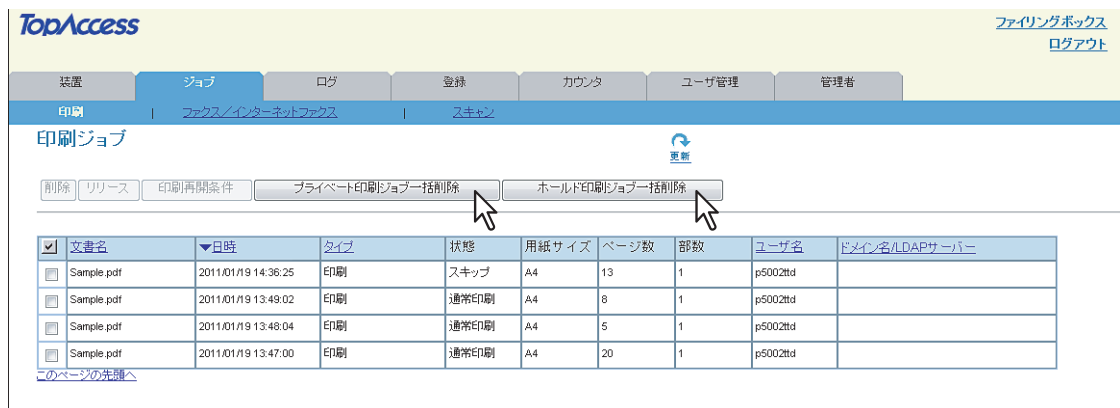 TopAccess
ファイリングボックス
ログアウト
装置 ジョブ ログ 登録 カウンタ ユーザ管理 管理者
印刷 | ファクス／インターネットファクス | スキャン
印刷ジョブ
更新
削除 リリース 印刷再開条件 プライベート印刷ジョブ一括削除 ホールド印刷ジョブ一括削除
文書名 ▼日時 タイプ 状態 用紙サイズ ページ数 部数 ユーザ名 ドメイン名/LDAPサーバー
Sample.pdf 2011/01/19 14:36:25 印刷 スキップ A4 13 1 p5002ttd
Sample.pdf 2011/01/19 13:49:02 印刷 通常印刷 A4 8 1 p5002ttd
Sample.pdf 2011/01/19 13:48:04 印刷 通常印刷 A4 5 1 p5002ttd
Sample.pdf 2011/01/19 13:47:00 印刷 通常印刷 A4 20 1 p5002ttd
このページの先頭へ